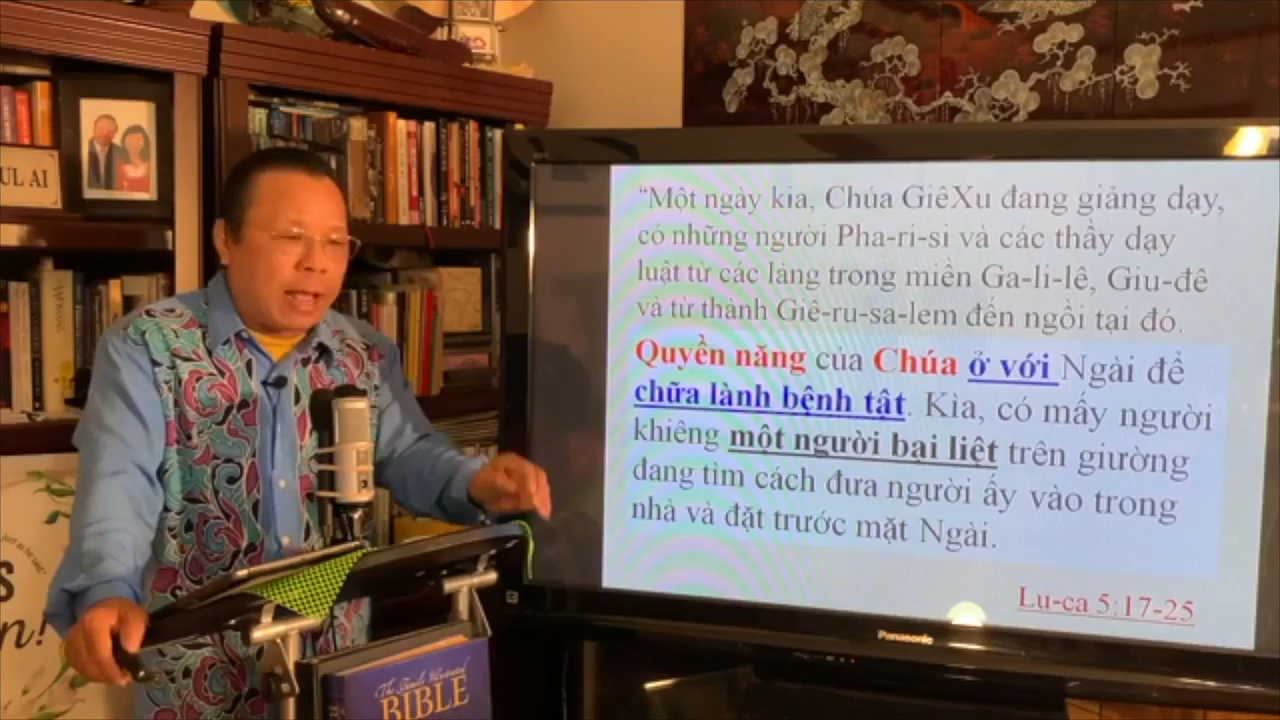 UL AI
“Một ngày kia, Chúa GiêXu đang giảng dạy,
có những người Pha-ri-si và các thầy dạy
luật từ các làng trong miền Ga-li-lê, Giu-đê
và từ thành Giê-ru-sa-lem đến ngồi tại đó.
Quyền năng của Chúa ở với Ngài để
chữa lành bệnh tật. Kìa, có mấy người
khiêng một người bại liệt trên giường
đang tìm cách đưa người ấy vào trong
nhà và đặt trước mặt Ngài.
Lu-ca 5:17-25
Panasonic
The Illustrated
BIBLE